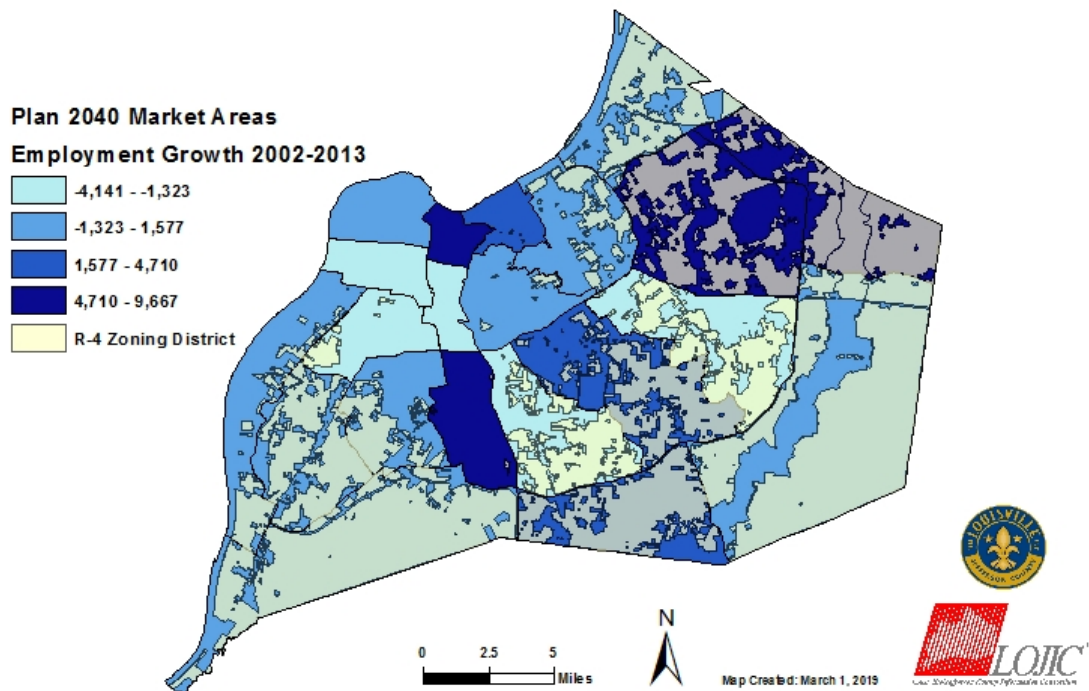 Plan 2040 Market Areas
Employment Growth 2002-2013
-4,141 - -1,323
-1,323 - 1,577
1,577 - 4,710
4,710 - 9,667
R-4 Zoning District
LOUISVILLE
JEFFERSON COUNTY
N
0 2.5 5
Miles
LOJIC
Map Created: March 1, 2019